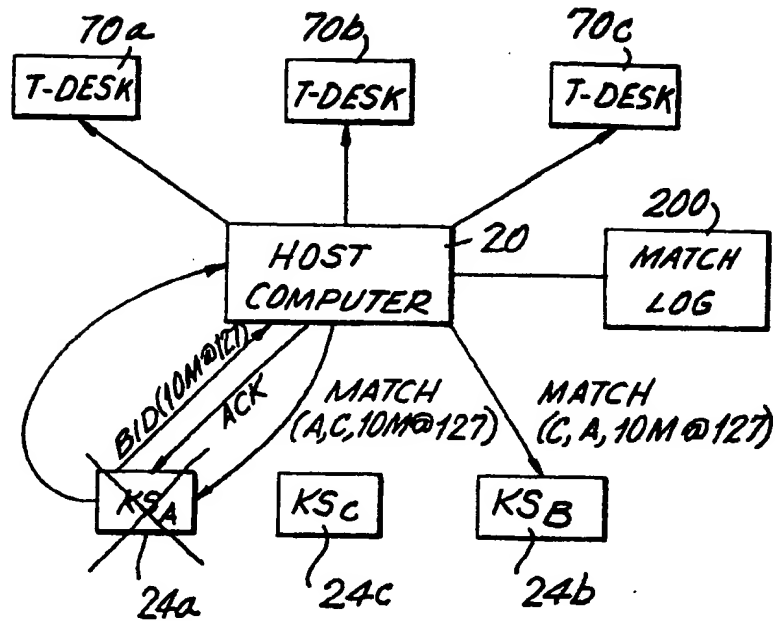 70a 70b 70c
T-DESK T-DESK T-DESK
20 200
HOST
COMPUTER
MATCH
LOG
BID(10M@127)
ACK
MATCH
(A,C,10M@127)
MATCH
(C,A,10M@127)
KSA KSC KSB
24a 24c 24b